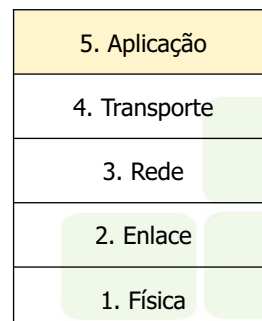 5. Aplicação
4. Transporte
3. Rede
2. Enlace
1. Física